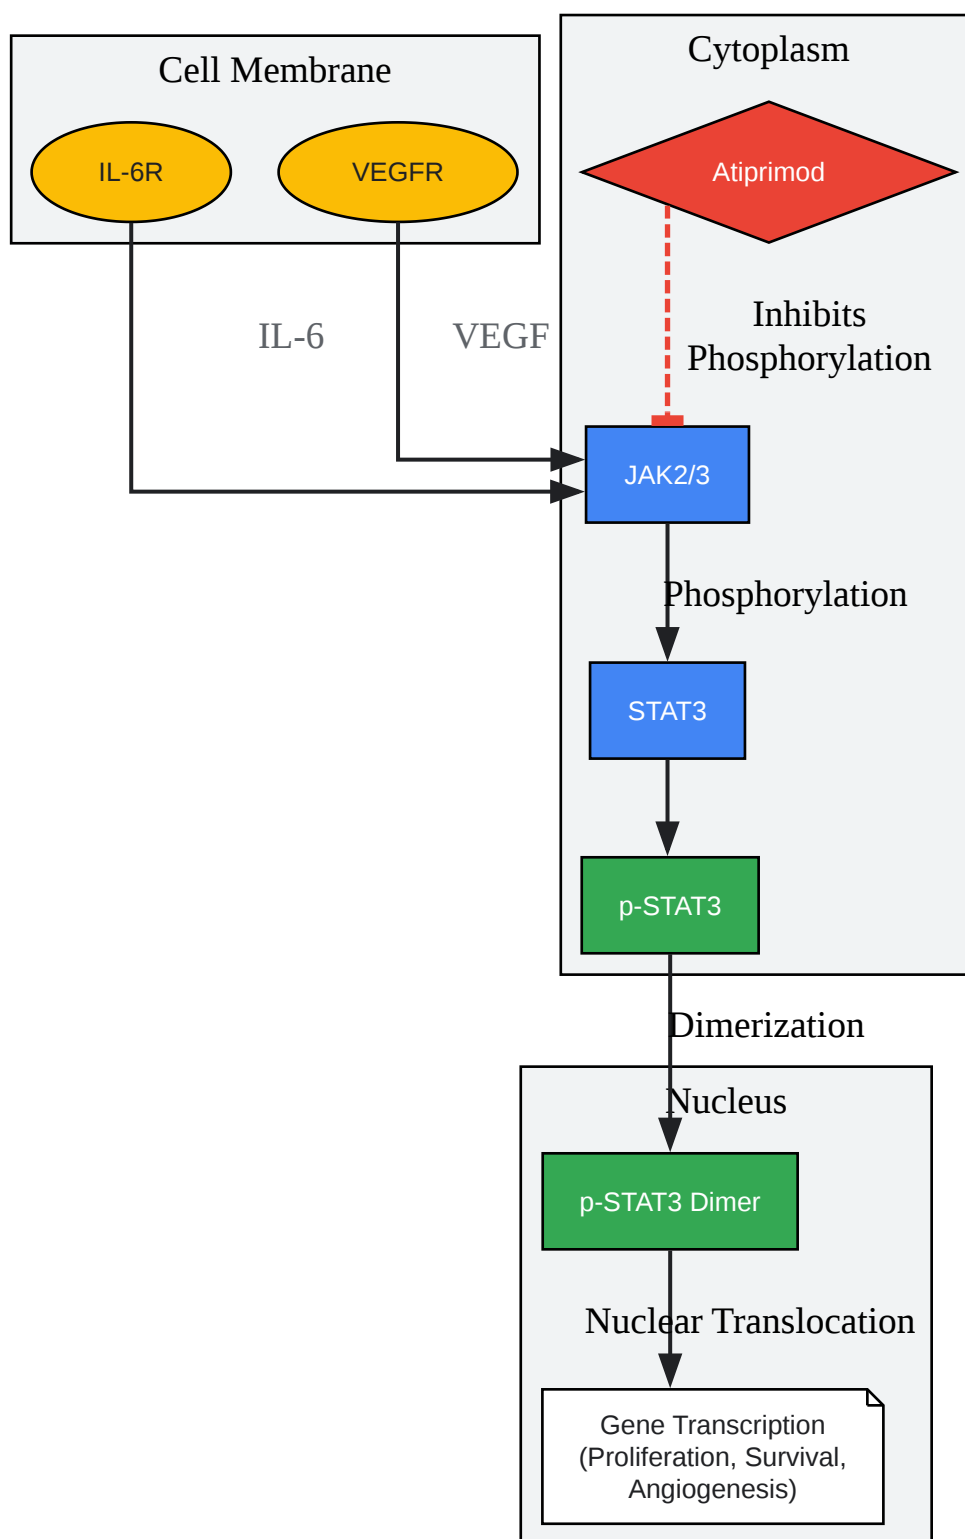 Cell Membrane
IL-6R
VEGFR
Cytoplasm
Atiprimod
IL-6
VEGF
Inhibits
Phosphorylation
JAK2/3
Phosphorylation
STAT3
p-STAT3
Dimerization
Nucleus
p-STAT3 Dimer
Nuclear Translocation
Gene Transcription
(Proliferation, Survival,
Angiogenesis)